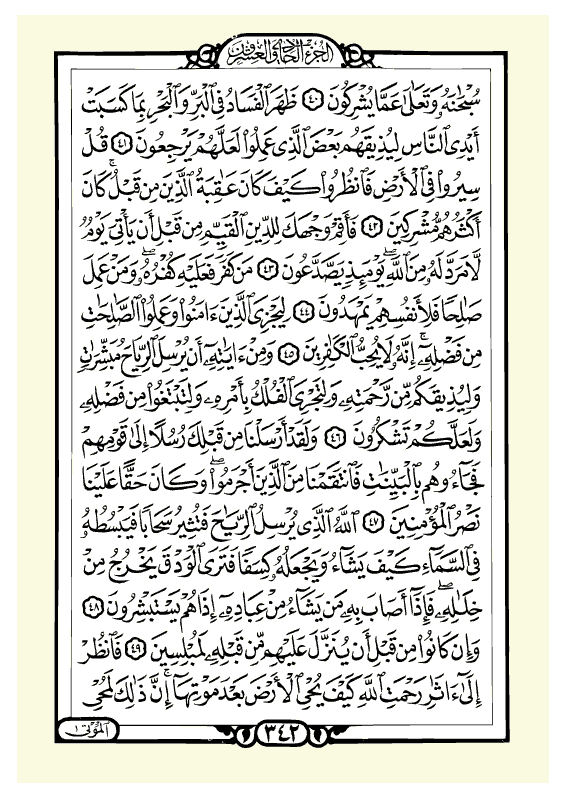 الجزء الحادي والعشرون
سُبْحَٰنَهُۥ وَتَعَٰلَىٰ عَمَّا يُشْرِكُونَ ٤٠ ظَهَرَ ٱلْفَسَادُ فِى ٱلْبَرِّ وَٱلْبَحْرِ بِمَا كَسَبَتْ
أَيْدِى ٱلنَّاسِ لِيُذِيقَهُم بَعْضَ ٱلَّذِى عَمِلُوا۟ لَعَلَّهُمْ يَرْجِعُونَ ٤١ قُلْ
سِيرُوا۟ فِى ٱلْأَرْضِ فَٱنظُرُوا۟ كَيْفَ كَانَ عَٰقِبَةُ ٱلَّذِينَ مِن قَبْلُ ۚ كَانَ
أَكْثَرُهُم مُّشْرِكِينَ ٤٢ فَأَقِمْ وَجْهَكَ لِلدِّينِ ٱلْقَيِّمِ مِن قَبْلِ أَن يَأْتِىَ يَوْمٌ
لَّا مَرَدَّ لَهُۥ مِنَ ٱللَّهِ ۖ يَوْمَئِذٍ يَصَّدَّعُونَ ٤٣ مَن كَفَرَ فَعَلَيْهِ كُفْرُهُۥ ۖ وَمَنْ عَمِلَ
صَٰلِحًا فَلِأَنفُسِهِمْ يَمْهَدُونَ ٤٤ لِيَجْزِىَ ٱلَّذِينَ ءَامَنُوا۟ وَعَمِلُوا۟ ٱلصَّٰلِحَٰتِ
مِن فَضْلِهِۦٓ ۚ إِنَّهُۥ لَا يُحِبُّ ٱلْكَٰفِرِينَ ٤٥ وَمِنْ ءَايَٰتِهِۦٓ أَن يُرْسِلَ ٱلرِّيَاحَ مُبَشِّرَٰتٍ
وَلِيُذِيقَكُم مِّن رَّحْمَتِهِۦ وَلِتَجْرِىَ ٱلْفُلْكُ بِأَمْرِهِۦ وَلِتَبْتَغُوا۟ مِن فَضْلِهِۦ
وَلَعَلَّكُمْ تَشْكُرُونَ ٤٦ وَلَقَدْ أَرْسَلْنَا مِن قَبْلِكَ رُسُلًا إِلَىٰ قَوْمِهِمْ
فَجَآءُوهُم بِٱلْبَيِّنَٰتِ فَٱنتَقَمْنَا مِنَ ٱلَّذِينَ أَجْرَمُوا۟ ۖ وَكَانَ حَقًّا عَلَيْنَا
نَصْرُ ٱلْمُؤْمِنِينَ ٤٧ ٱللَّهُ ٱلَّذِى يُرْسِلُ ٱلرِّيَٰحَ فَتُثِيرُ سَحَابًا فَيَبْسُطُهُۥ
فِى ٱلسَّمَآءِ كَيْفَ يَشَآءُ وَيَجْعَلُهُۥ كِسَفًا فَتَرَى ٱلْوَدْقَ يَخْرُجُ مِنْ
خِلَٰلِهِۦ ۖ فَإِذَآ أَصَابَ بِهِۦ مَن يَشَآءُ مِنْ عِبَادِهِۦٓ إِذَا هُمْ يَسْتَبْشِرُونَ ٤٨
وَإِن كَانُوا۟ مِن قَبْلِ أَن يُنَزَّلَ عَلَيْهِم مِّن قَبْلِهِۦ لَمُبْلِسِينَ ٤٩ فَٱنظُرْ
إِلَىٰٓ ءَاثَٰرِ رَحْمَتِ ٱللَّهِ كَيْفَ يُحْىِ ٱلْأَرْضَ بَعْدَ مَوْتِهَآ ۚ إِنَّ ذَٰلِكَ لَمُحْىِ
ٱلْمَوْتَىٰ
٣٤٢